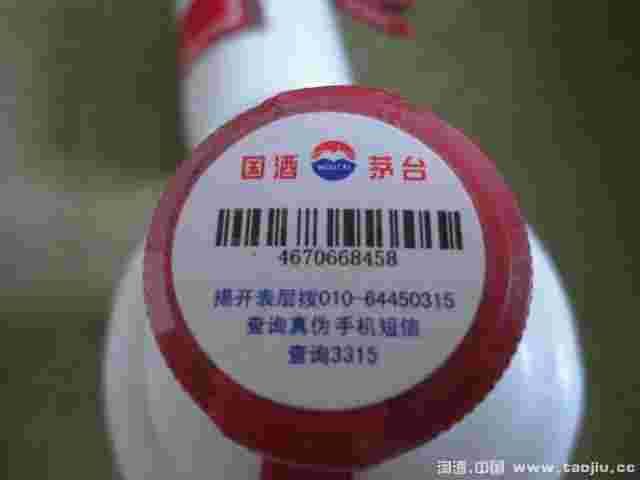 国酒 MOUTAI 茅台
4670668458
揭开表层拨010-64450315
查询真伪手机短信
查询3315
淘酒.中国 www.taojiu.cc